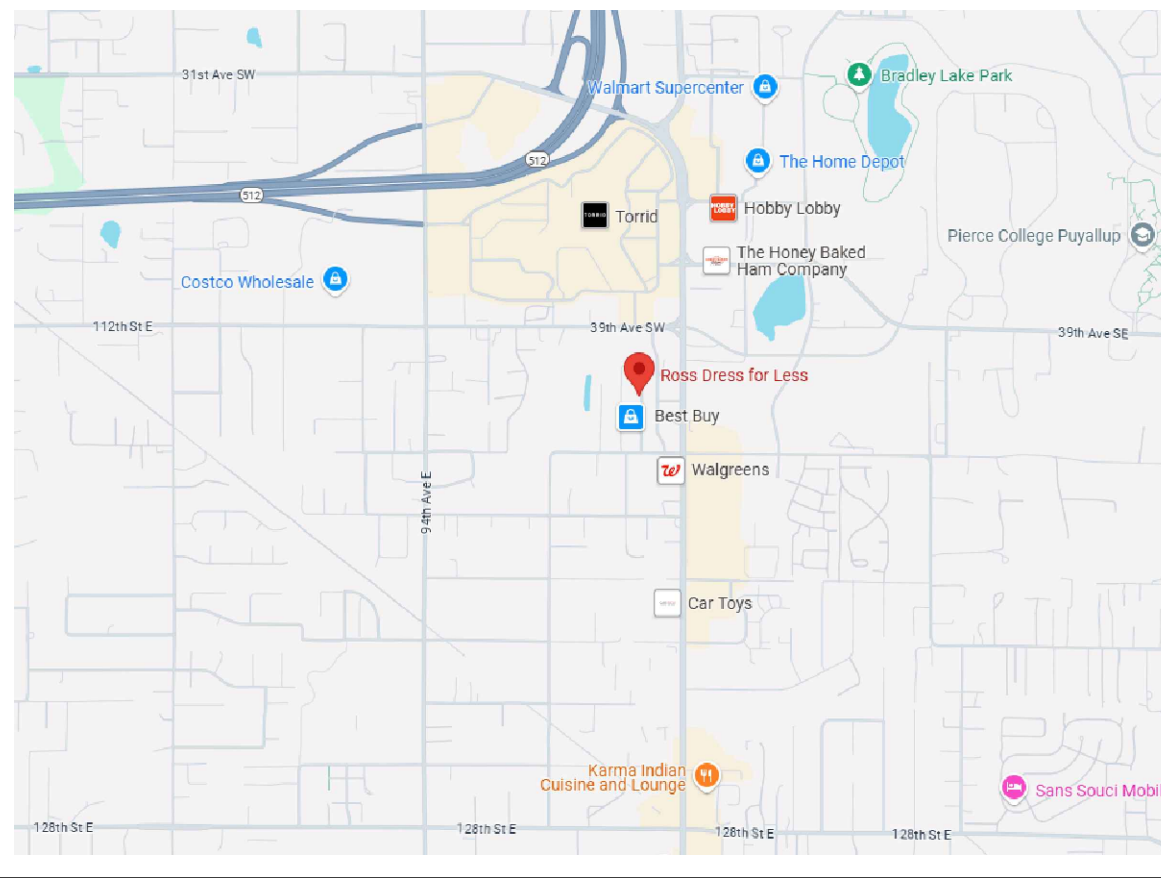 31st Ave SW
Walmart Supercenter
Bradley Lake Park
512
The Home Depot
512
TORRID
Torrid
HOBBY
LOBBY
Hobby Lobby
Pierce College Puyallup
The Honey Baked
Ham Company
Costco Wholesale
112th St E
39th Ave SW
39th Ave SE
Ross Dress for Less
Best Buy
94th Ave E
Walgreens
Car Toys
Karma Indian
Cuisine and Lounge
Sans Souci Mobil
128th St E
128th St E
128th St E
128th St E